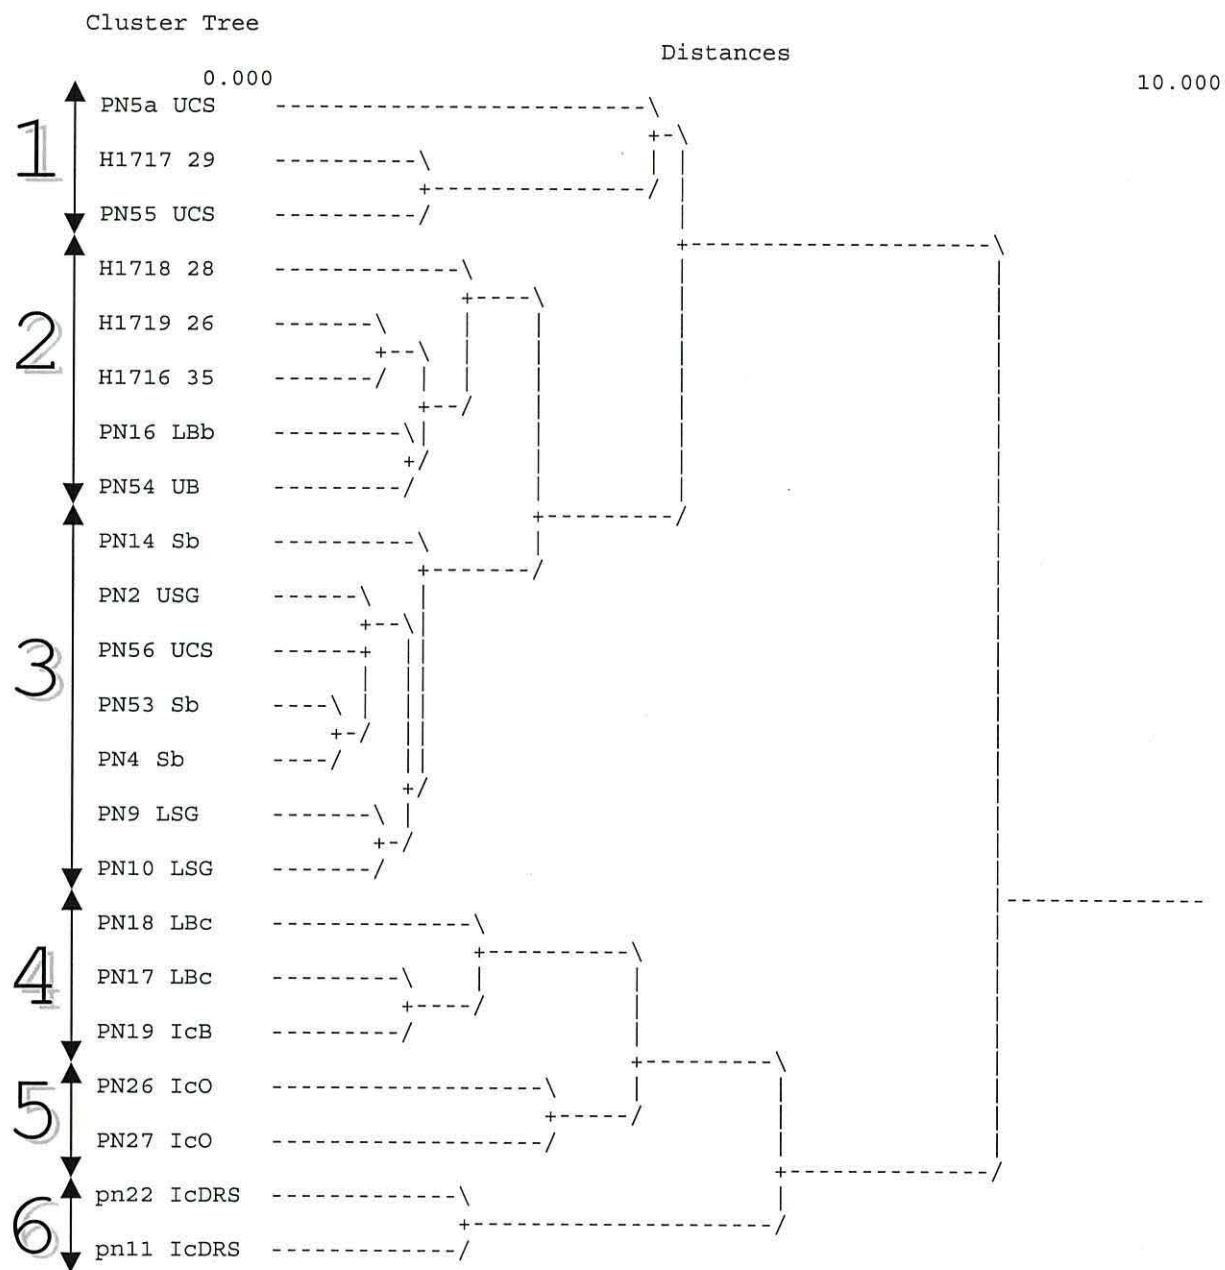 Cluster Tree
Distances
0.000 10.000
PN5a UCS
1
H1717 29
PN55 UCS
H1718 28
H1719 26
2
H1716 35
PN16 LBb
PN54 UB
PN14 Sb
PN2 USG
PN56 UCS
3
PN53 Sb
PN4 Sb
PN9 LSG
PN10 LSG
PN18 LBc
PN17 LBc
4
PN19 IcB
PN26 IcO
5
PN27 IcO
pn22 IcDRS
6
pn11 IcDRS